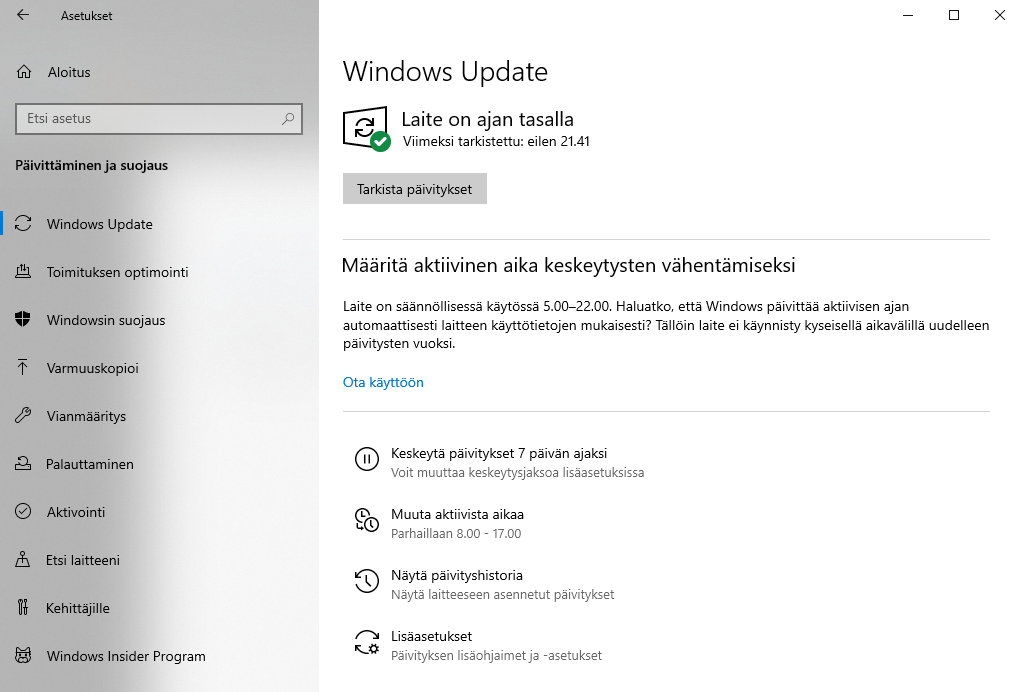 Asetukset
Aloitus
Etsi asetus
Päivittäminen ja suojaus
Windows Update
Toimituksen optimointi
Windowsin suojaus
Varmuuskopioi
Vianmääritys
Palauttaminen
Aktivointi
Etsi laitteeni
Kehittäjille
Windows Insider Program
Windows Update
Laite on ajan tasalla
Viimeksi tarkistettu: eilen 21.41
Tarkista päivitykset
Määritä aktiivinen aika keskeytysten vähentämiseksi
Laite on säännöllisessä käytössä 5.00–22.00. Haluatko, että Windows päivittää aktiivisen ajan
automaattisesti laitteen käyttötietojen mukaisesti? Tällöin laite ei käynnisty kyseisellä aikavälillä uudelleen
päivitysten vuoksi.
Ota käyttöön
Keskeytä päivitykset 7 päivän ajaksi
Voit muuttaa keskeytysjaksoa lisäasetuksissa
Muuta aktiivista aikaa
Parhaillaan 8.00 - 17.00
Näytä päivityshistoria
Näytä laitteeseen asennetut päivitykset
Lisäasetukset
Päivityksen lisäohjaimet ja -asetukset